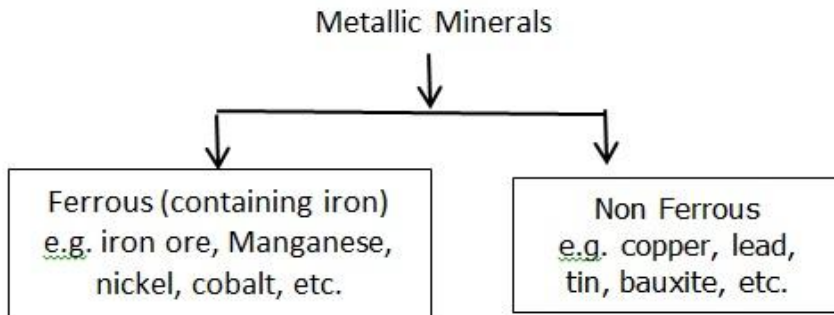 Metallic Minerals
Ferrous (containing iron)
e.g. iron ore, Manganese,
nickel, cobalt, etc.
Non Ferrous
e.g. copper, lead,
tin, bauxite, etc.